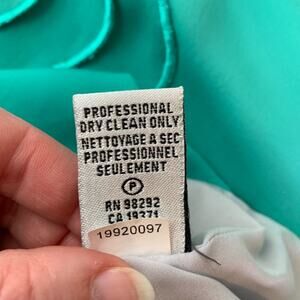 PROFESSIONAL
DRY CLEAN ONLY
NETTOYAGE A SEC
PROFESSIONNEL
SEULEMENT
P
RN 98292
CA 19371
19920097